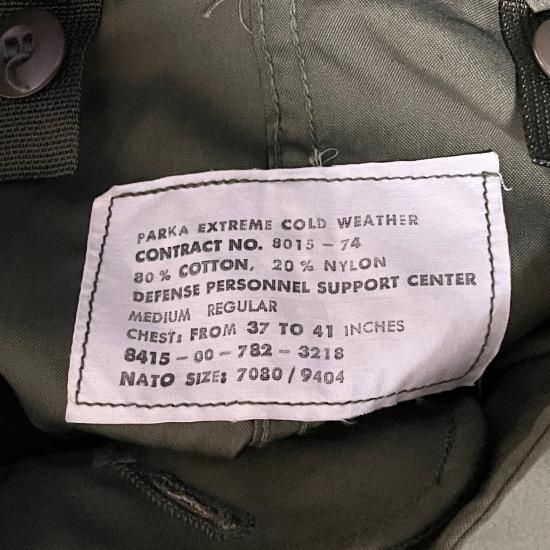 PARKA EXTREME COLD WEATHER
CONTRACT NO. 8015 - 74
80 % COTTON, 20 % NYLON
DEFENSE PERSONNEL SUPPORT CENTER
MEDIUM REGULAR
CHEST: FROM 37 TO 41 INCHES
8415 - 00 - 782 - 3218
NATO SIZE: 7080 / 9404